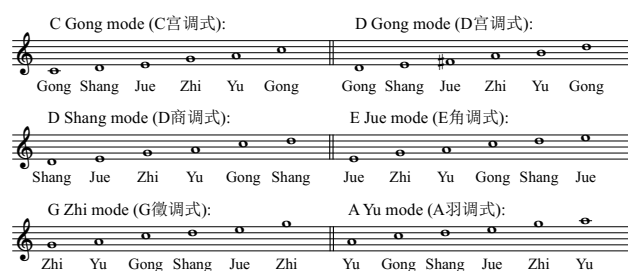 C Gong mode (C宫调式): D Gong mode (D宫调式):
Gong Shang Jue Zhi Yu Gong Gong Shang Jue Zhi Yu Gong
D Shang mode (D商调式): E Jue mode (E角调式):
Shang Jue Zhi Yu Gong Shang Jue Zhi Yu Gong Shang Jue
G Zhi mode (G徵调式): A Yu mode (A羽调式):
Zhi Yu Gong Shang Jue Zhi Yu Gong Shang Jue Zhi Yu